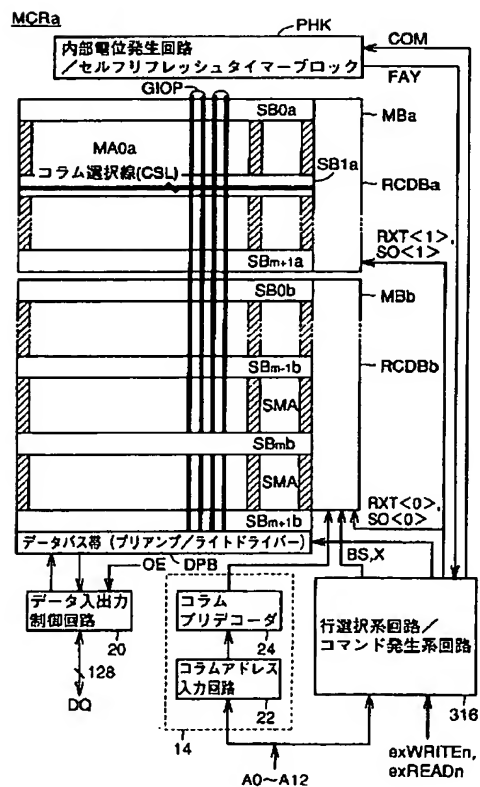 MCRa
PHK
内部電位発生回路
／セルフリフレッシュタイマーブロック
COM
FAY
GIOP
SB0a
MBa
MA0a
コラム選択線(CSL)
SB1a
RCDBa
RXT<1>,
SO<1>
SBm+1a
SB0b
MBb
RCDBb
SBm-1b
SMA
SBmb
SMA
RXT<0>,
SO<0>
SBm+1b
データバス帯（プリアンプ／ライトドライバー）
BS,X
OE
DPB
データ入出力
制御回路
20
コラム
プリデコーダ
24
行選択系回路／
コマンド発生系回路
316
コラムアドレス
入力回路
22
128
DQ
14
exWRITEn,
exREADn
A0～A12